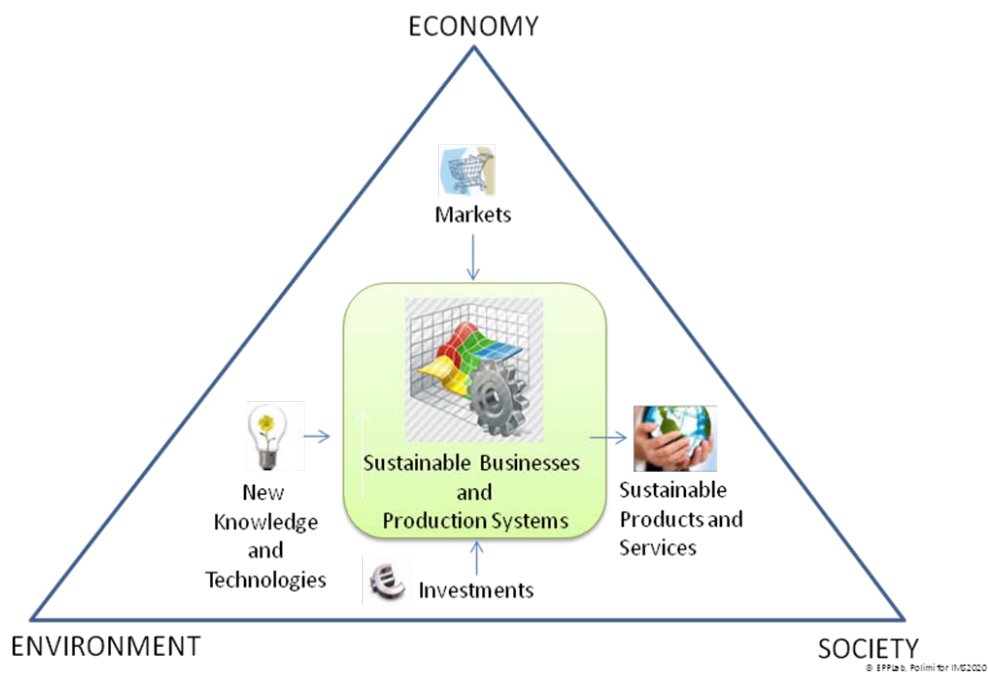 ECONOMY
Markets
Sustainable Businesses
and
Production Systems
New
Knowledge
and
Technologies
Sustainable
Products and
Services
Investments
ENVIRONMENT
SOCIETY
© EPPLab, Polimi for IMS2020